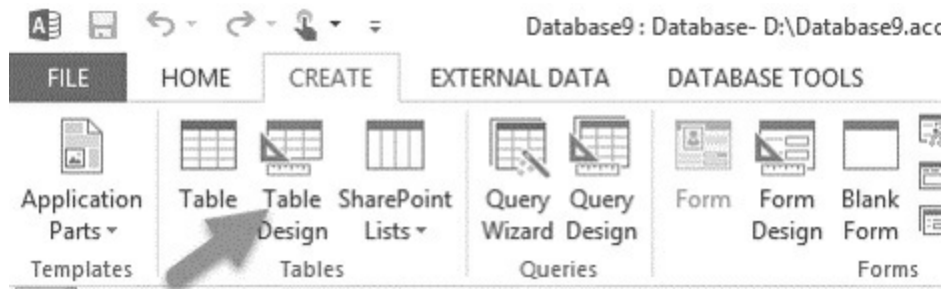 Database9 : Database- D:\Database9.acc
FILE HOME CREATE EXTERNAL DATA DATABASE TOOLS
Application Parts
Table
Table Design
SharePoint Lists
Query Wizard
Query Design
Form
Form Design
Blank Form
Templates Tables Queries Forms